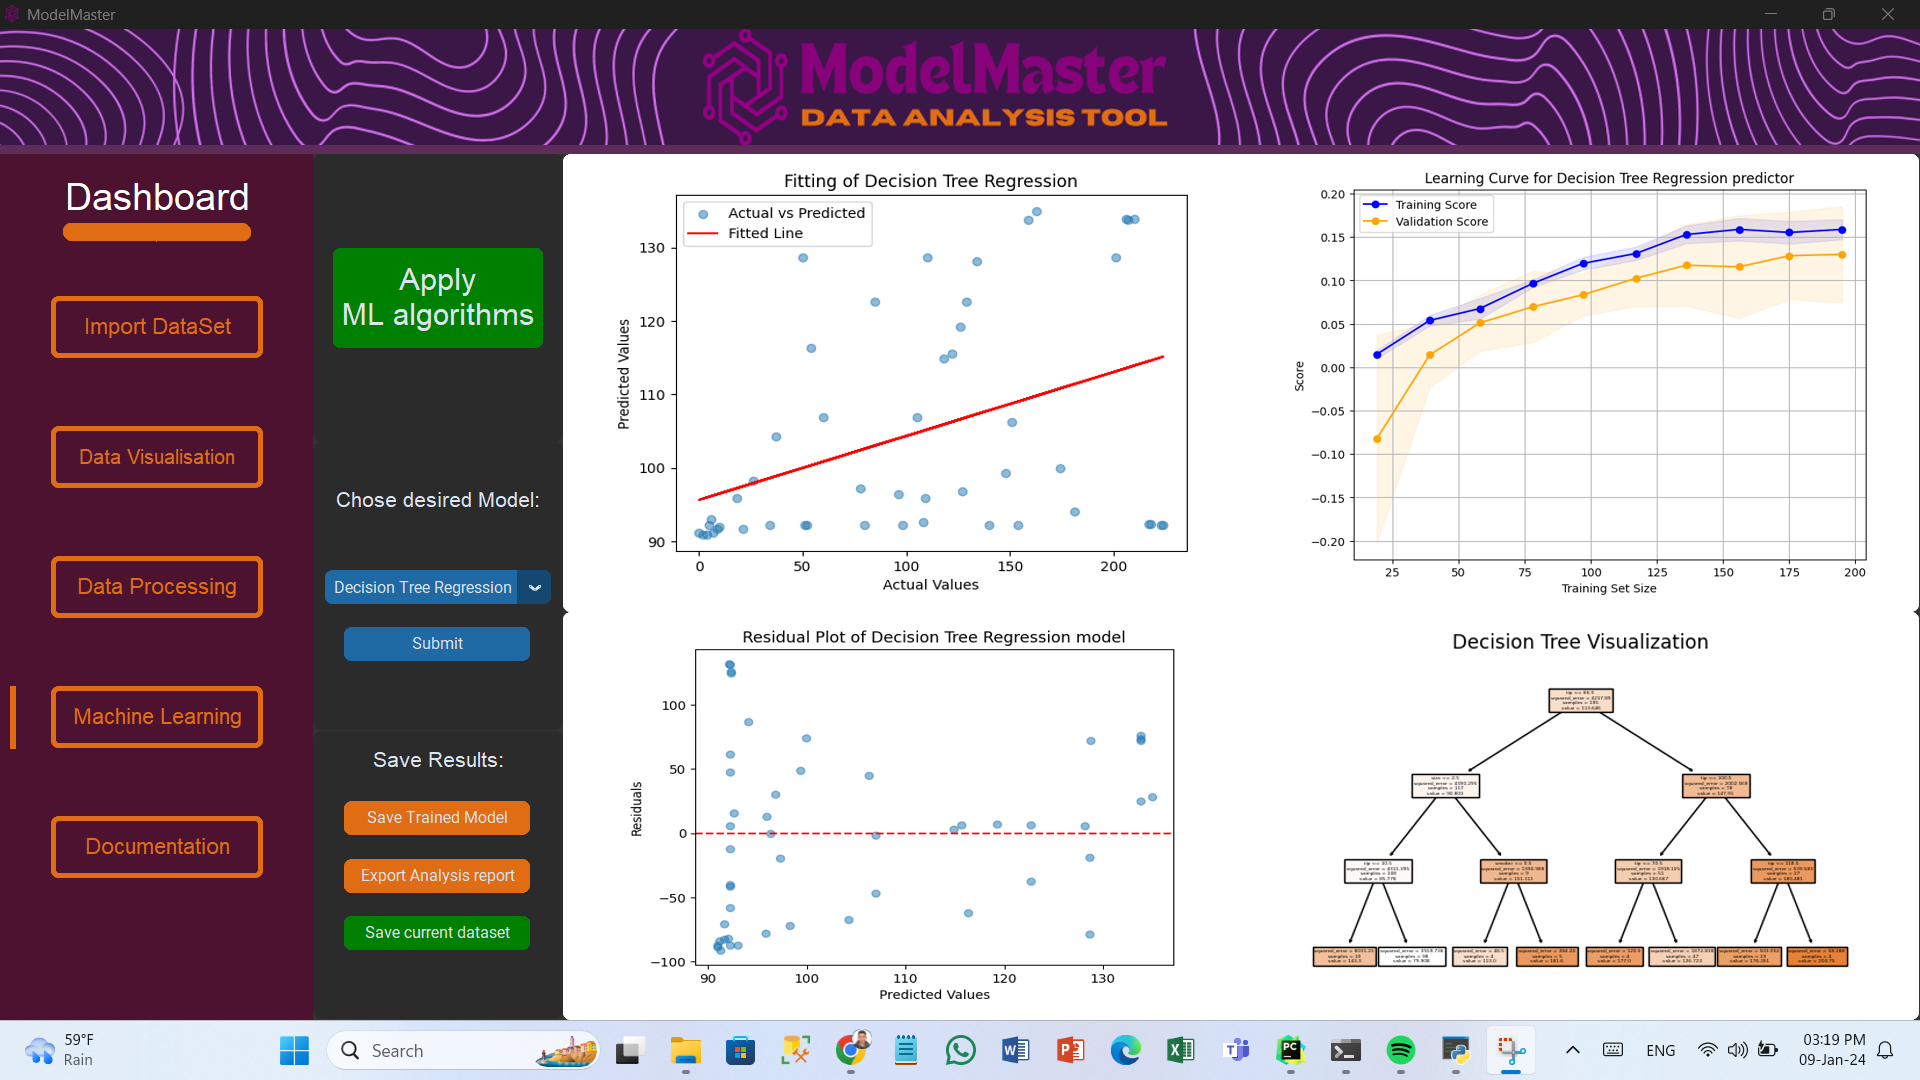 ModelMaster
ModelMaster
DATA ANALYSIS TOOL
Dashboard
Import DataSet
Data Visualisation
Data Processing
Machine Learning
Documentation
Apply
ML algorithms
Chose desired Model:
Decision Tree Regression
Submit
Save Results:
Save Trained Model
Export Analysis report
Save current dataset
Fitting of Decision Tree Regression
Actual vs Predicted
Fitted Line
Predicted Values
130
120
110
100
90
0 50 100 150 200
Actual Values
Learning Curve for Decision Tree Regression predictor
Training Score
Validation Score
Score
0.20
0.15
0.10
0.05
0.00
−0.05
−0.10
−0.15
−0.20
25 50 75 100 125 150 175 200
Training Set Size
Residual Plot of Decision Tree Regression model
Residuals
100
50
0
−50
−100
90 100 110 120 130
Predicted Values
Decision Tree Visualization
59°F
Rain
Search
ENG
03:19 PM
09-Jan-24